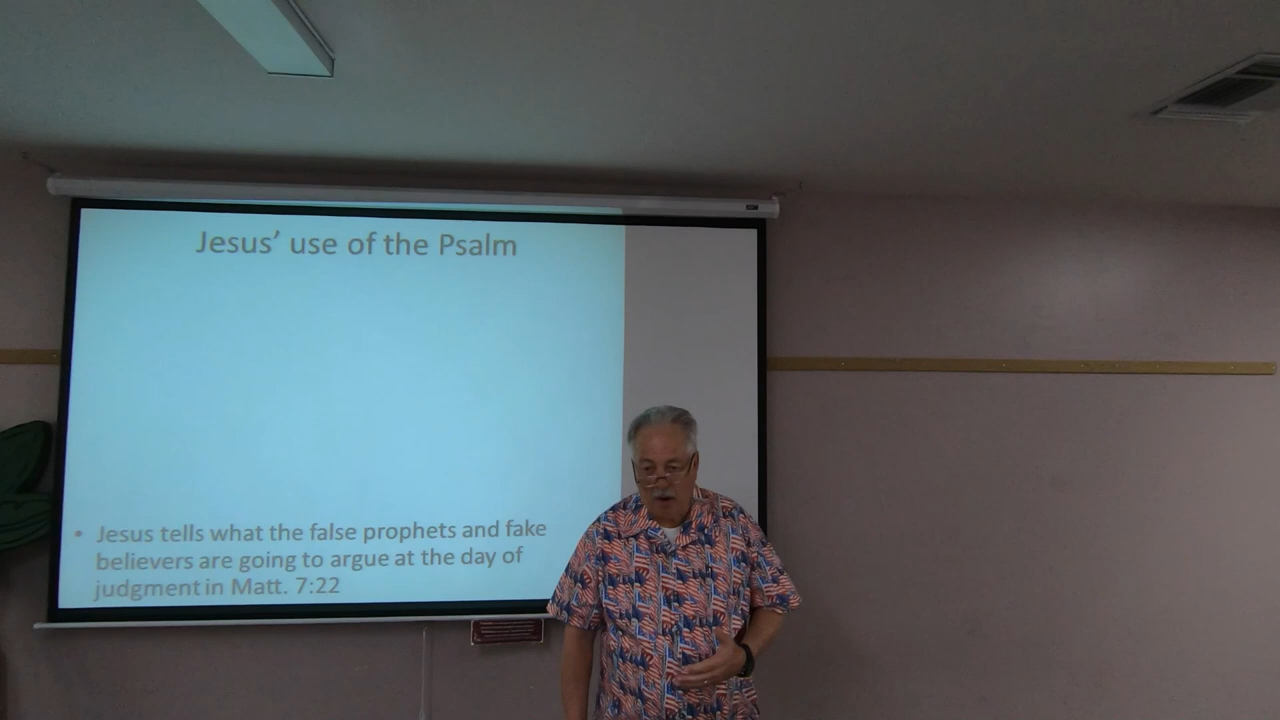 Jesus’ use of the Psalm
• Jesus tells what the false prophets and fake
believers are going to argue at the day of
judgment in Matt. 7:22